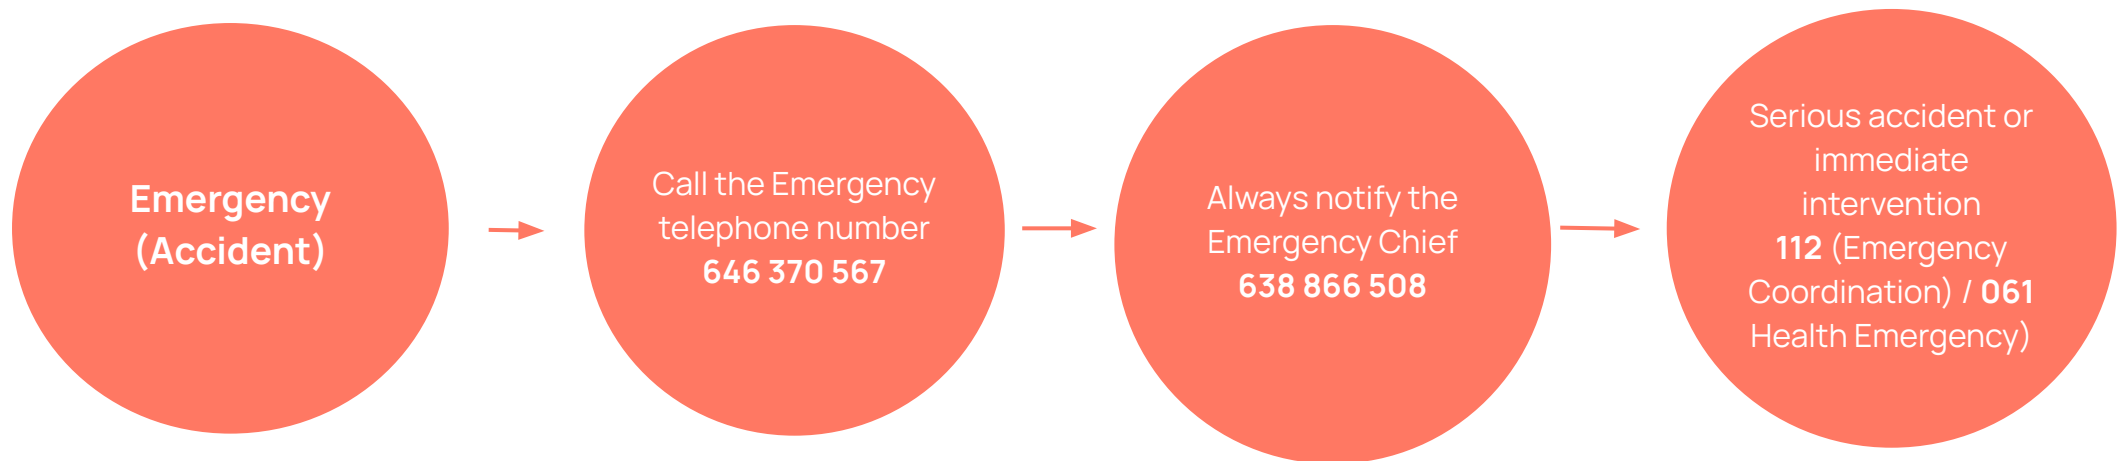 Emergency
(Accident)
Call the Emergency
telephone number
646 370 567
Always notify the
Emergency Chief
638 866 508
Serious accident or
immediate
intervention
112 (Emergency
Coordination) / 061
Health Emergency)